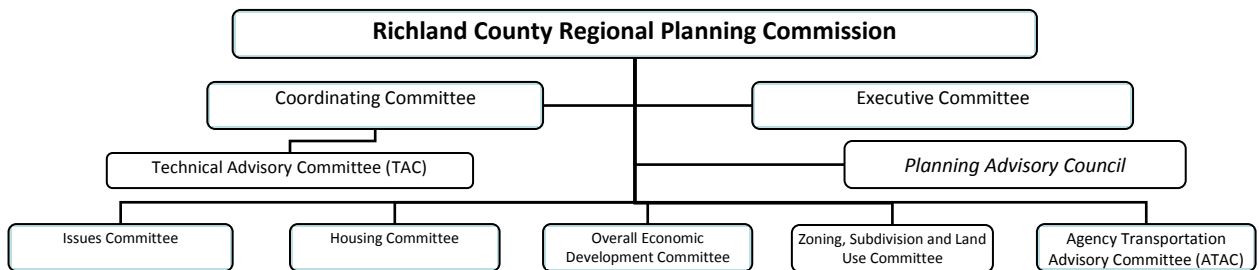 Richland County Regional Planning Commission
Coordinating Committee
Executive Committee
Technical Advisory Committee (TAC)
Planning Advisory Council
Issues Committee
Housing Committee
Overall Economic
Development Committee
Zoning, Subdivision and Land
Use Committee
Agency Transportation
Advisory Committee (ATAC)